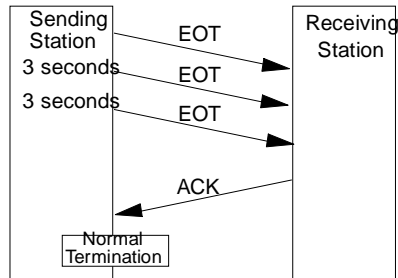 Sending
Station
Receiving
Station
EOT
3 seconds
EOT
3 seconds
EOT
ACK
Normal
Termination